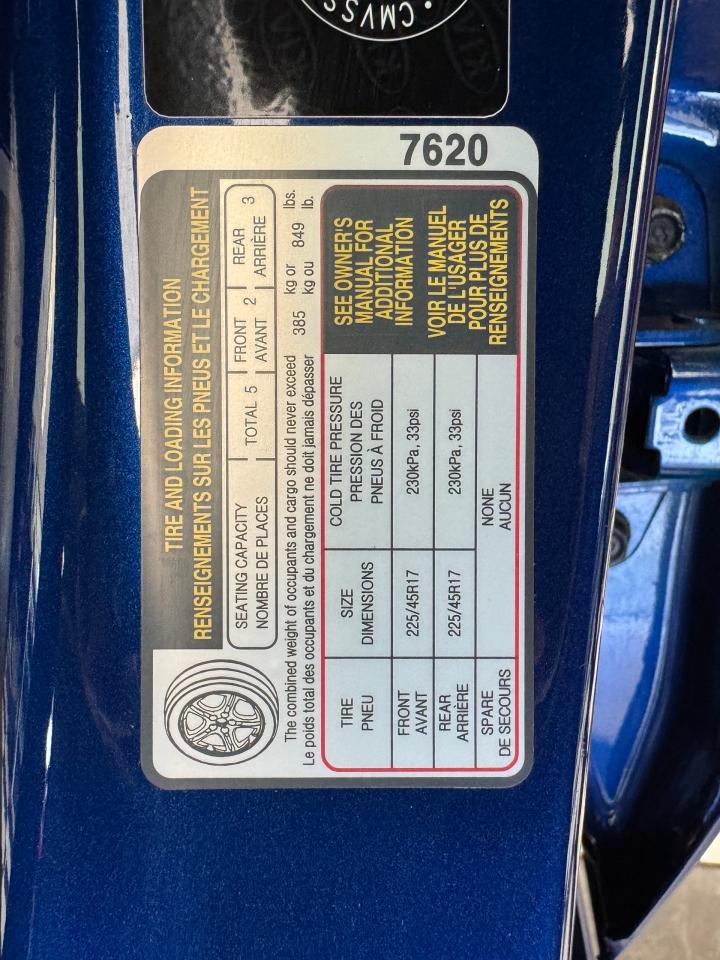 CMVSS
7620
TIRE AND LOADING INFORMATION
RENSEIGNEMENTS SUR LES PNEUS ET LE CHARGEMENT
SEATING CAPACITY
NOMBRE DE PLACES
TOTAL 5
FRONT
AVANT
2
REAR
ARRIÈRE
3
The combined weight of occupants and cargo should never exceed 385 kg or 849 lbs.
Le poids total des occupants et du chargement ne doit jamais dépasser kg ou lb.
TIRE
PNEU
SIZE
DIMENSIONS
COLD TIRE PRESSURE
PRESSION DES
PNEUS À FROID
FRONT
AVANT
225/45R17
230kPa, 33psi
REAR
ARRIÈRE
225/45R17
230kPa, 33psi
SPARE
DE SECOURS
NONE
AUCUN
SEE OWNER'S
MANUAL FOR
ADDITIONAL
INFORMATION
VOIR LE MANUEL
DE L'USAGER
POUR PLUS DE
RENSEIGNEMENTS